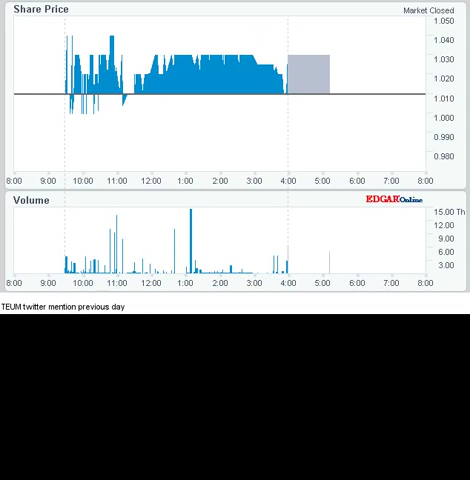 Share Price
Market Closed
1.050
1.040
1.030
1.020
1.010
1.000
0.990
0.980
8:00 9:00 10:00 11:00 12:00 1:00 2:00 3:00 4:00 5:00 6:00 7:00 8:00
Volume
EDGAROnline
15.00 Th
12.00
9.00
6.00
3.00
8:00 9:00 10:00 11:00 12:00 1:00 2:00 3:00 4:00 5:00 6:00 7:00 8:00
TEUM twitter mention previous day